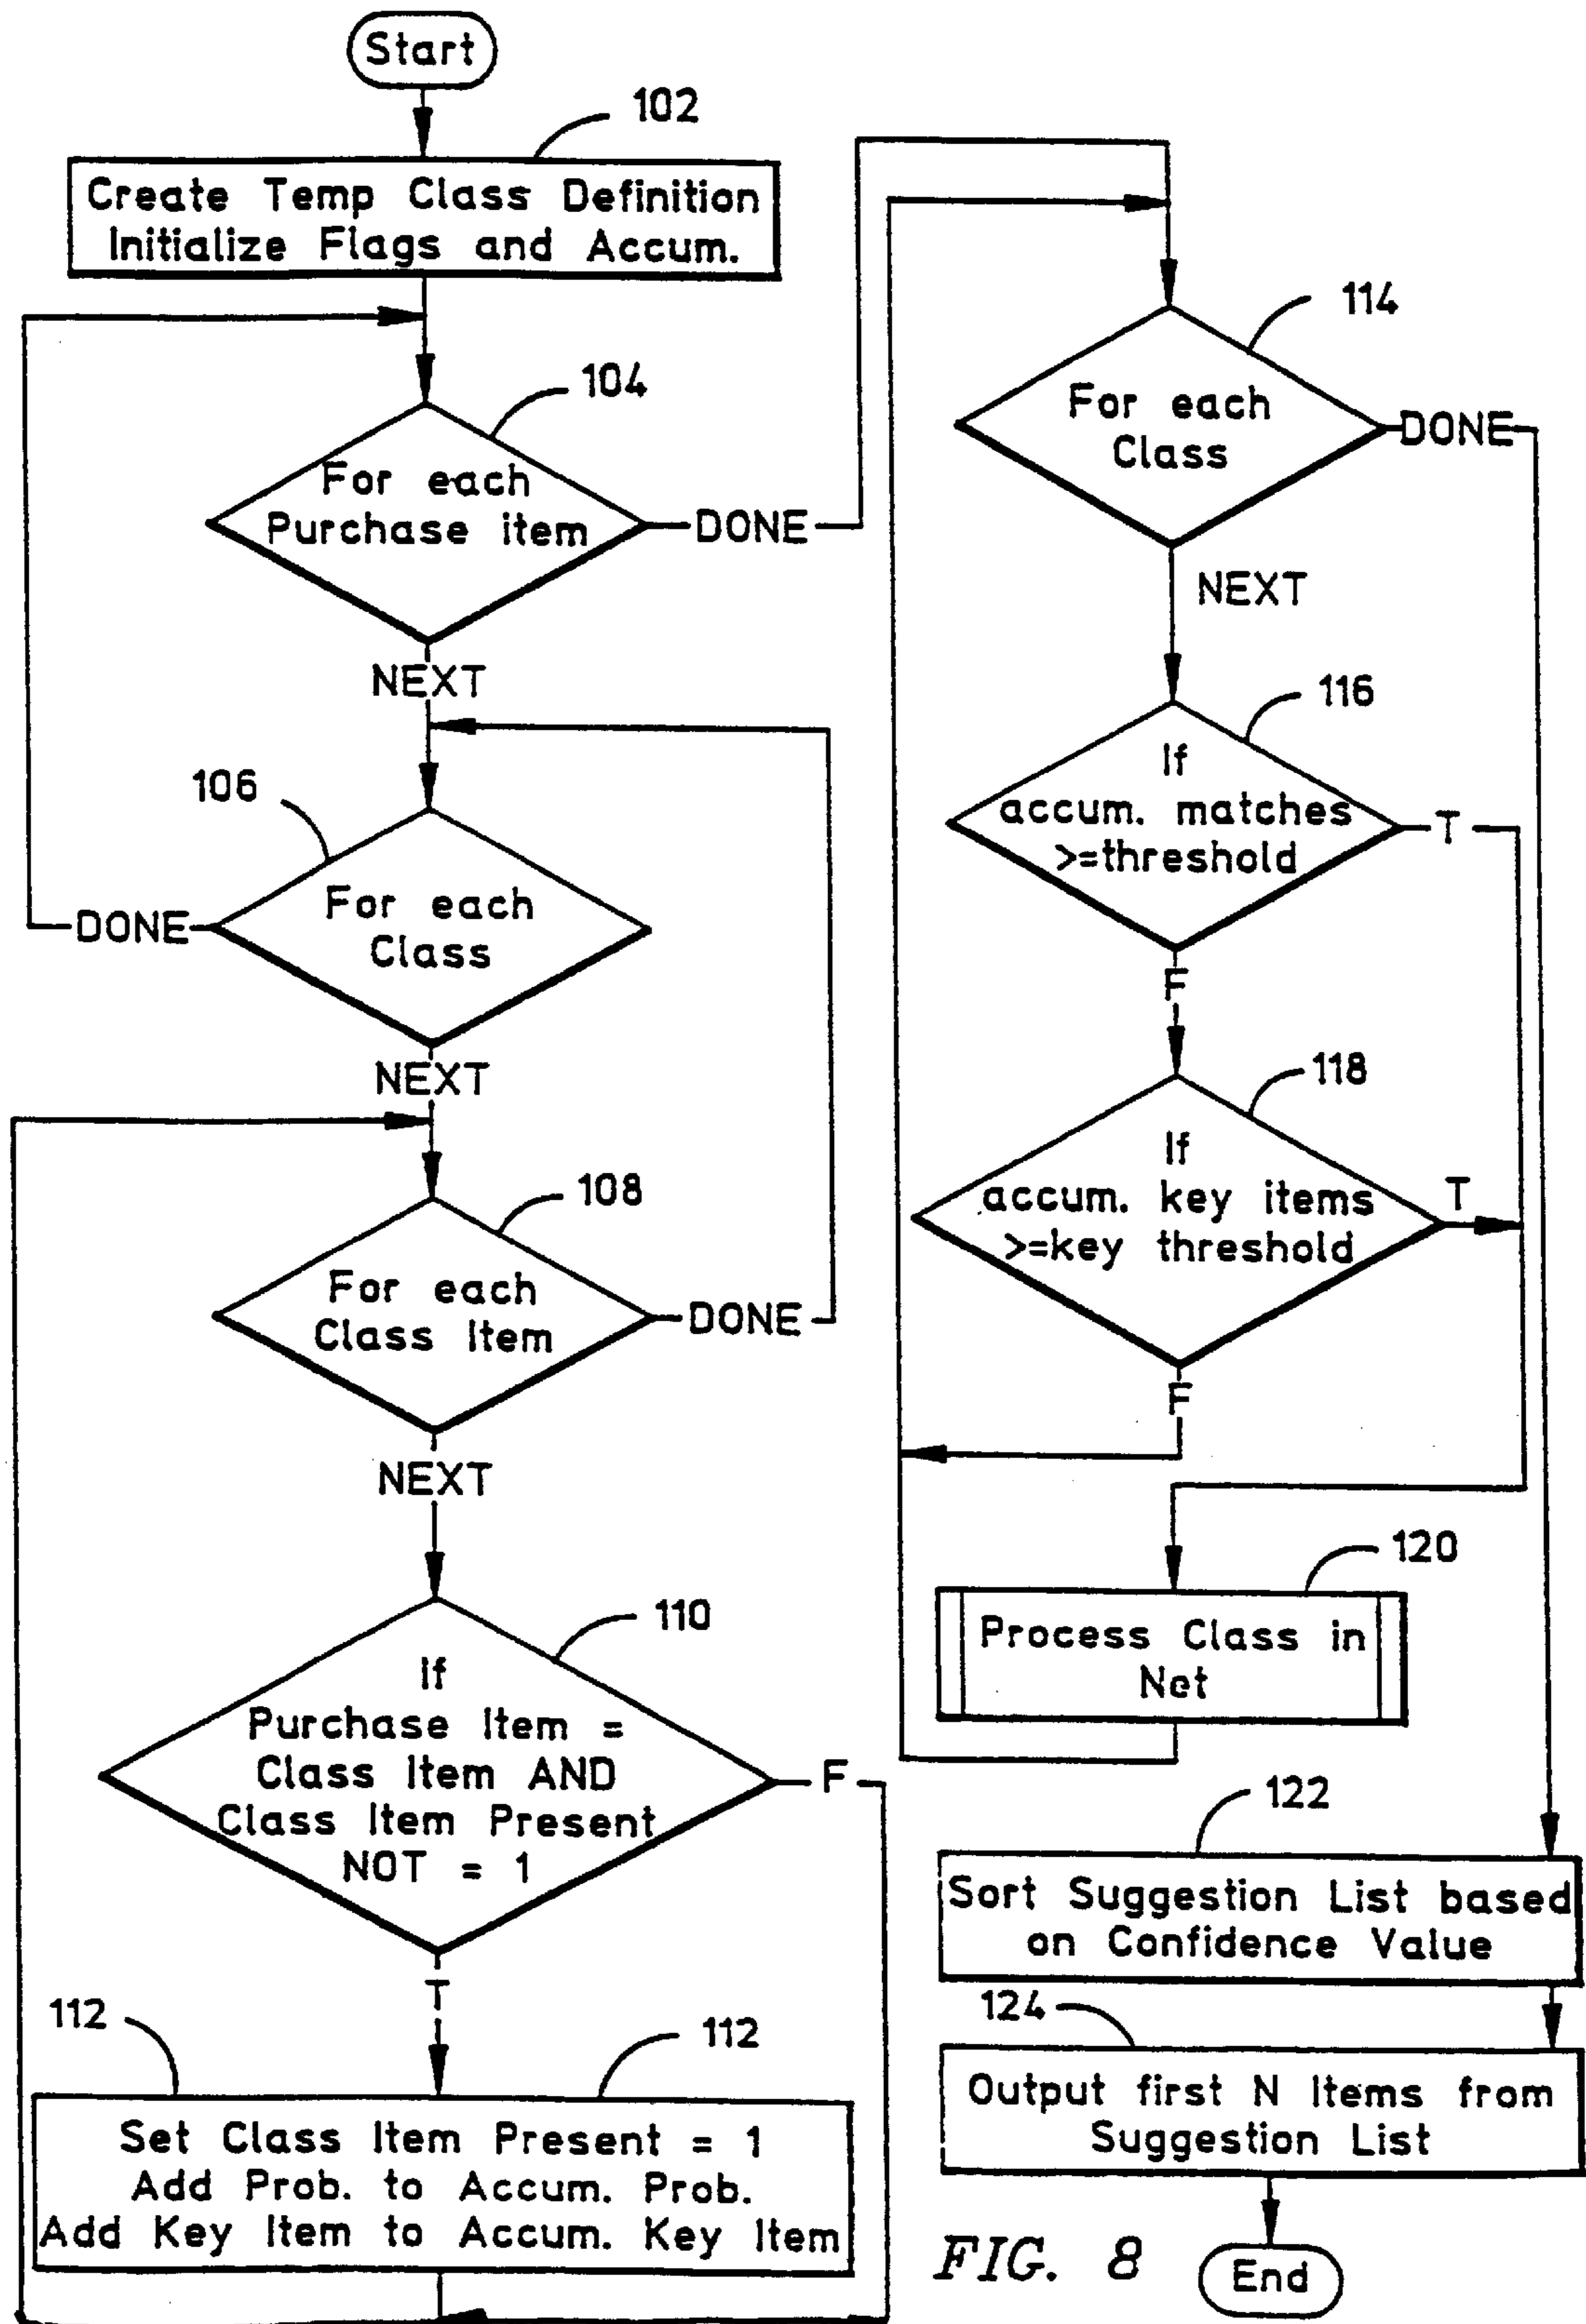 Start
102
Create Temp Class Definition
Initialize Flags and Accum.
104
For each
Purchase item
DONE
NEXT
106
For each
Class
DONE
NEXT
108
For each
Class Item
DONE
NEXT
110
If
Purchase Item =
Class Item AND
Class Item Present
NOT = 1
F
T
112
112
Set Class Item Present = 1
Add Prob. to Accum. Prob.
Add Key Item to Accum. Key Item
114
For each
Class
DONE
NEXT
116
If
accum. matches
>=threshold
T
F
118
If
accum. key items
>=key threshold
T
F
120
Process Class in
Net
122
Sort Suggestion List based
on Confidence Value
124
Output first N Items from
Suggestion List
End
FIG. 8